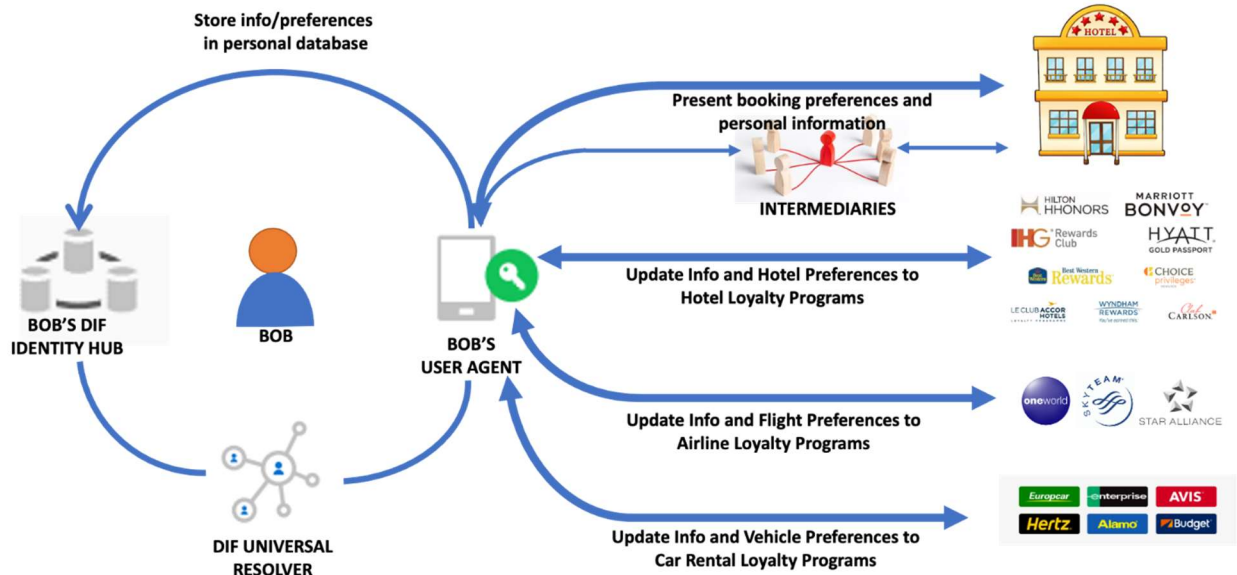 Store info/preferences
in personal database
HOTEL
Present booking preferences and
personal information
INTERMEDIARIES
HILTON
HHONORS
MARRIOTT
BONVOY
IHG Rewards
Club
HYATT
GOLD PASSPORT
Update Info and Hotel Preferences to
Hotel Loyalty Programs
Best Western
Rewards
CHOICE
privileges
LE CLUB ACCOR
HOTELS
WYNDHAM
REWARDS
Club
CARLSON
BOB'S DIF
IDENTITY HUB
BOB
BOB'S
USER AGENT
oneworld
SKYTEAM
STAR ALLIANCE
Update Info and Flight Preferences to
Airline Loyalty Programs
Europcar
enterprise
AVIS
Hertz
Alamo
Budget
Update Info and Vehicle Preferences to
Car Rental Loyalty Programs
DIF UNIVERSAL
RESOLVER